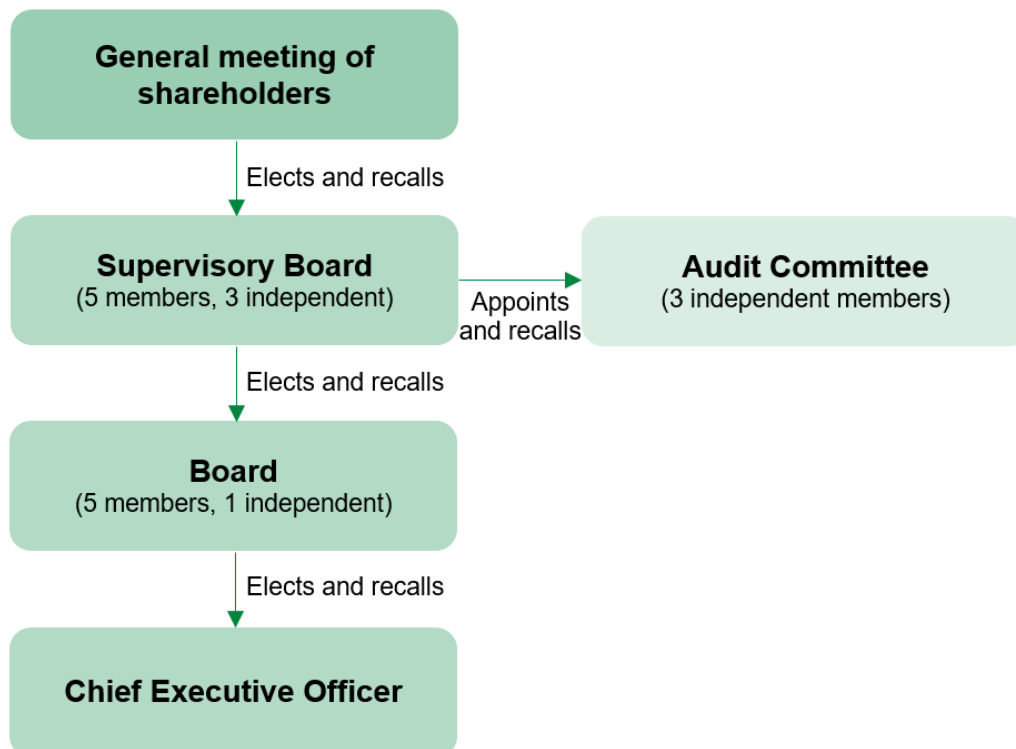 General meeting of
shareholders
Elects and recalls
Supervisory Board
(5 members, 3 independent)
Appoints
and recalls
Audit Committee
(3 independent members)
Elects and recalls
Board
(5 members, 1 independent)
Elects and recalls
Chief Executive Officer